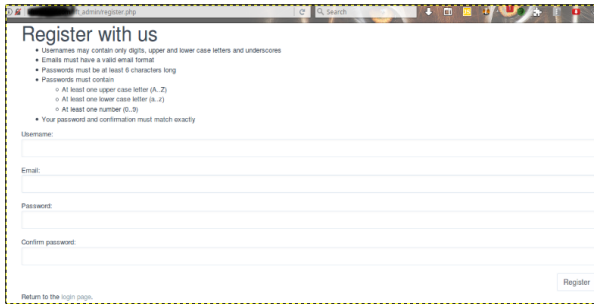 admin/register.php
Search
Register with us
Usernames may contain only digits, upper and lower case letters and underscores
Emails must have a valid email format
Passwords must be at least 6 characters long
Passwords must contain
At least one upper case letter (A..Z)
At least one lower case letter (a..z)
At least one number (0..9)
Your password and confirmation must match exactly
Username:
Email:
Password:
Confirm password:
Register
Return to the login page.